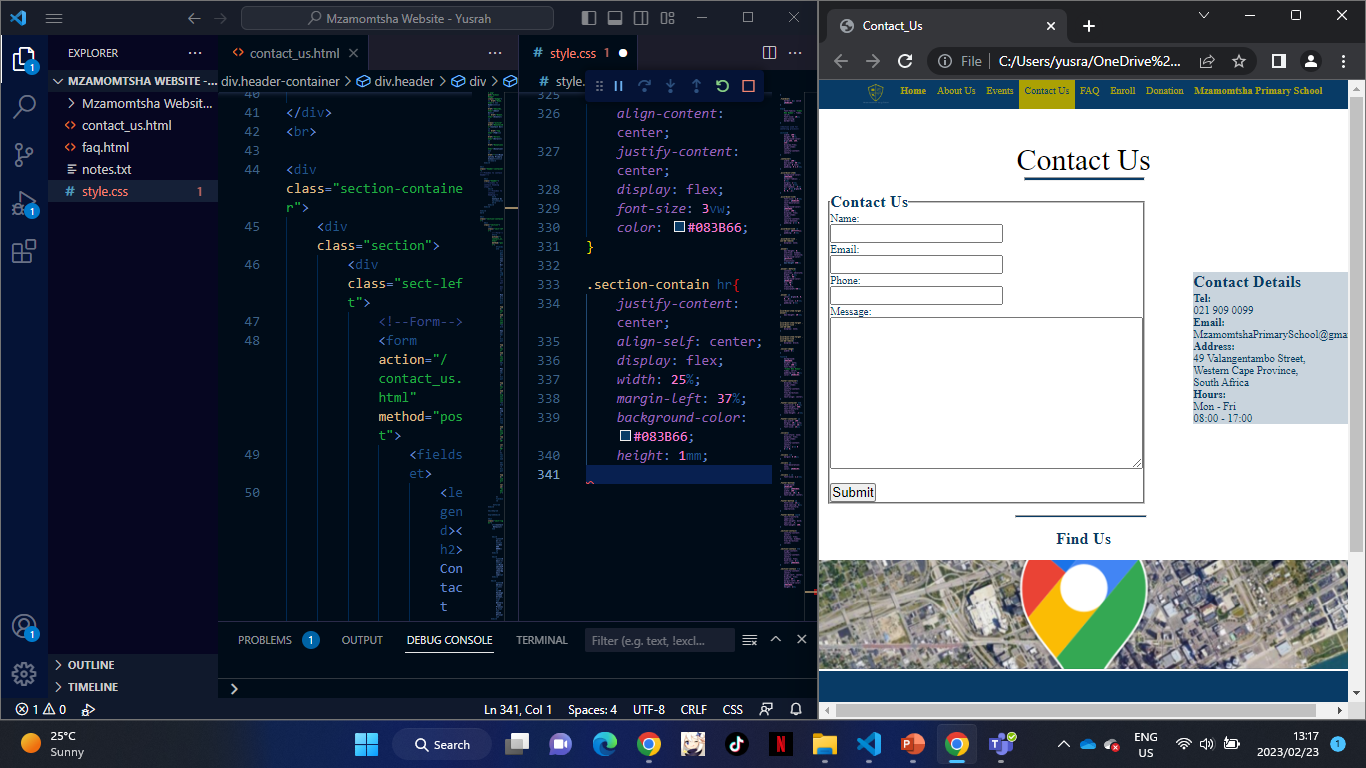 Mzamomtsha Website - Yusrah
EXPLORER
MZAMOMTSHA WEBSITE -...
Mzamomtsha Websit...
contact_us.html
faq.html
notes.txt
style.css 1
OUTLINE
TIMELINE
contact_us.html
div.header-container > div.header > div >
40
41 </div>
42 <br>
43
44 <div
class="section-containe
r">
45 <div
class="section">
46 <div
class="sect-lef
t">
47 <!--Form-->
48 <form
action="/
contact_us.
html"
method="pos
t">
49 <fields
et>
50 <le
gen
d><
h2>
Con
tac
t
style.css 1
style.
325
326 align-content:
center;
327 justify-content:
center;
328 display: flex;
329 font-size: 3vw;
330 color: #083B66;
331 }
332
333 .section-contain hr{
334 justify-content:
center;
335 align-self: center;
336 display: flex;
337 width: 25%;
338 margin-left: 37%;
339 background-color:
#083B66;
340 height: 1mm;
341
PROBLEMS 1 OUTPUT DEBUG CONSOLE TERMINAL
Filter (e.g. text, !excl...
1 0
Ln 341, Col 1 Spaces: 4 UTF-8 CRLF CSS
Contact_Us
File C:/Users/yusra/OneDrive%2...
Home About Us Events Contact Us FAQ Enroll Donation Mzamomtsha Primary School
Contact Us
Contact Us
Name:
Email:
Phone:
Message:
Submit
Contact Details
Tel:
021 909 0099
Email:
MzamomtshaPrimarySchool@gma
Address:
49 Valangentambo Street,
Western Cape Province,
South Africa
Hours:
Mon - Fri
08:00 - 17:00
Find Us
25°C
Sunny
Search
ENG
US
13:17
2023/02/23
1